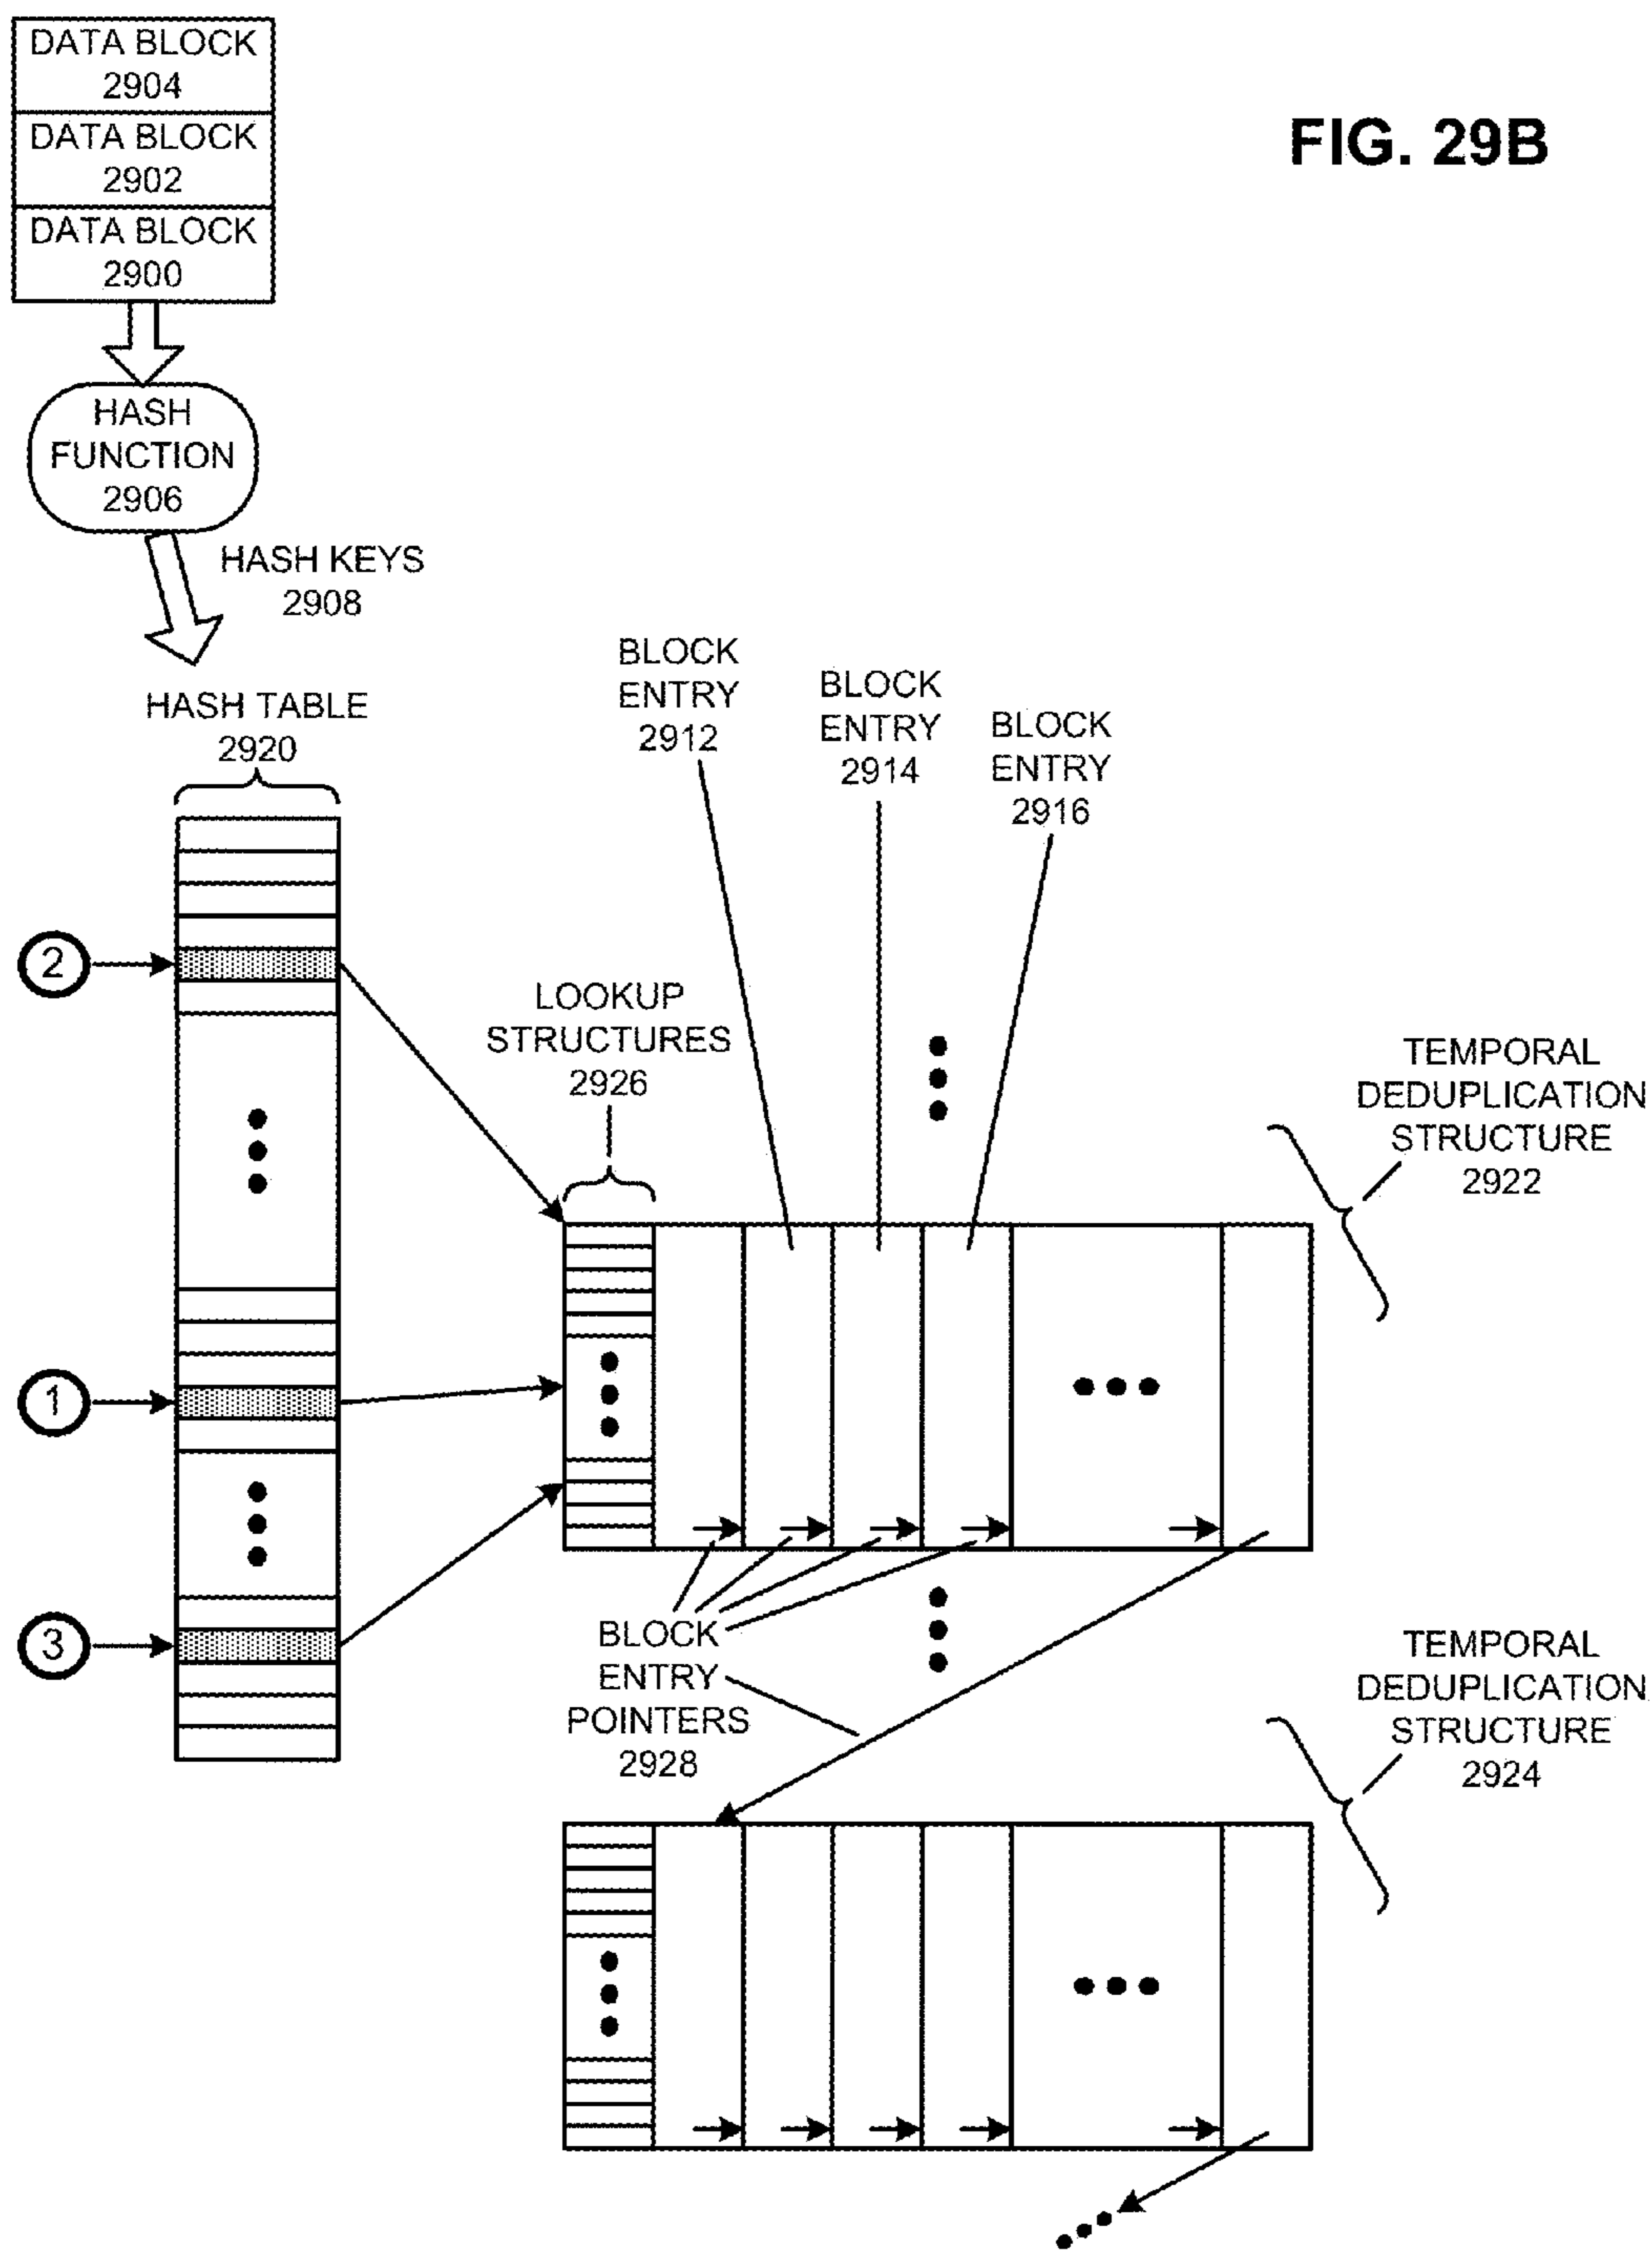 DATA BLOCK
2904
DATA BLOCK
2902
DATA BLOCK
2900
FIG. 29B
HASH
FUNCTION
2906
HASH KEYS
2908
HASH TABLE
2920
BLOCK
ENTRY
2912
BLOCK
ENTRY
2914
BLOCK
ENTRY
2916
2
1
3
LOOKUP
STRUCTURES
2926
TEMPORAL
DEDUPLICATION
STRUCTURE
2922
BLOCK
ENTRY
POINTERS
2928
TEMPORAL
DEDUPLICATION
STRUCTURE
2924